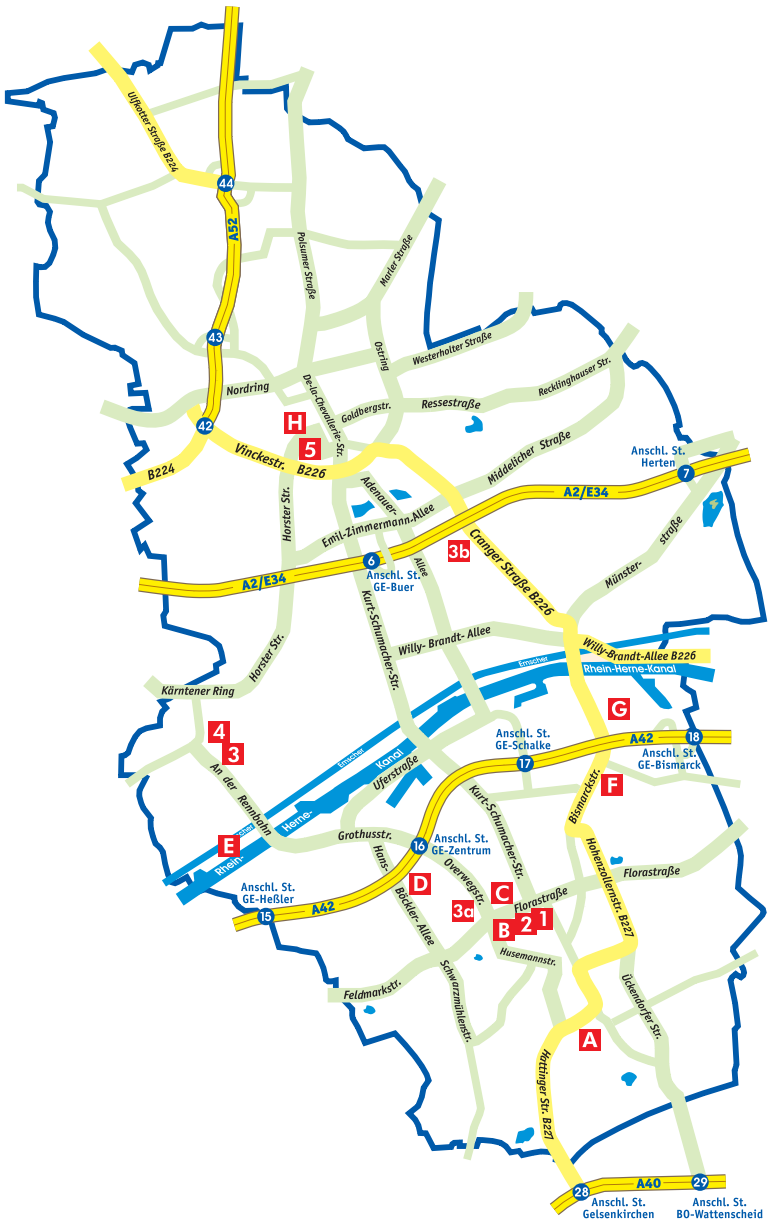 Ulfkotter Straße B224
44
A52
Polsumer Straße
Marler Straße
43
Ostring
Westerholter Straße
Nordring
De-la-Chevallerie-Str.
Goldbergstr.
Ressestraße
Recklinghauser Str.
42
H
5
B224
Vinckestr. B226
Middelicher Straße
Anschl. St.
Herten
7
Adenauer-
Allee
Horster Str.
Emil-Zimmermann.Allee
A2/E34
3b
Cranger Straße B226
6
Anschl. St.
GE-Buer
A2/E34
Münster-
straße
Kurt-Schumacher-Str.
Horster Str.
Willy- Brandt- Allee
Willy-Brandt-Allee B226
Emscher
Rhein-Herne-Kanal
Kärntener Ring
G
4
3
Anschl. St.
GE-Schalke
A42
18
Anschl. St.
GE-Bismarck
17
Emscher
Kanal
Uferstraße
An der Rennbahn
F
Bismarckstr.
Kurt-Schumacher-Str.
Herne-
Grothusstr.
16
Anschl. St.
GE-Zentrum
E
scher
Rhein-
Hans-
Böckler- Allee
Overwegstr.
D
C
Florastraße
Florastraße
Hohenzollernstr. B227
Anschl. St.
GE-Heßler
15
A42
3a
B
2
1
Husemannstr.
Feldmarkstr.
Schwarzmühlenstr.
Ückendorfer Str.
A
Hattinger Str. B227
28
A40
29
Anschl. St.
Gelsenkirchen
Anschl. St.
BO-Wattenscheid